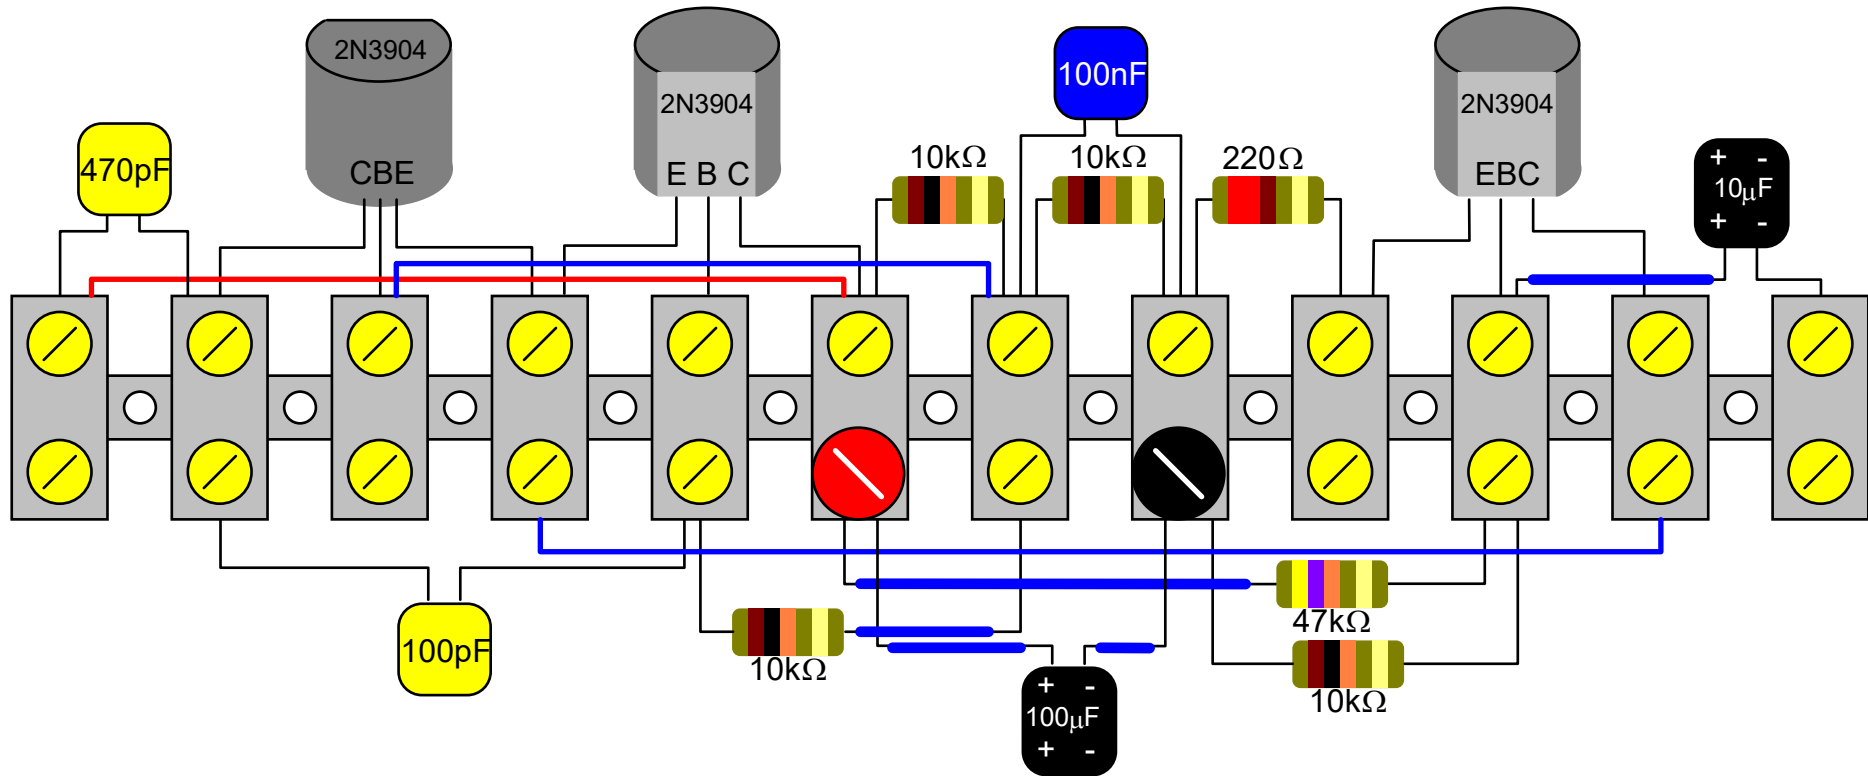 2N3904
CBE
2N3904
E B C
100nF
2N3904
EBC
470pF
10kΩ
10kΩ
220Ω
+ -
10μF
+ -
100pF
10kΩ
47kΩ
10kΩ
+ -
100μF
+ -